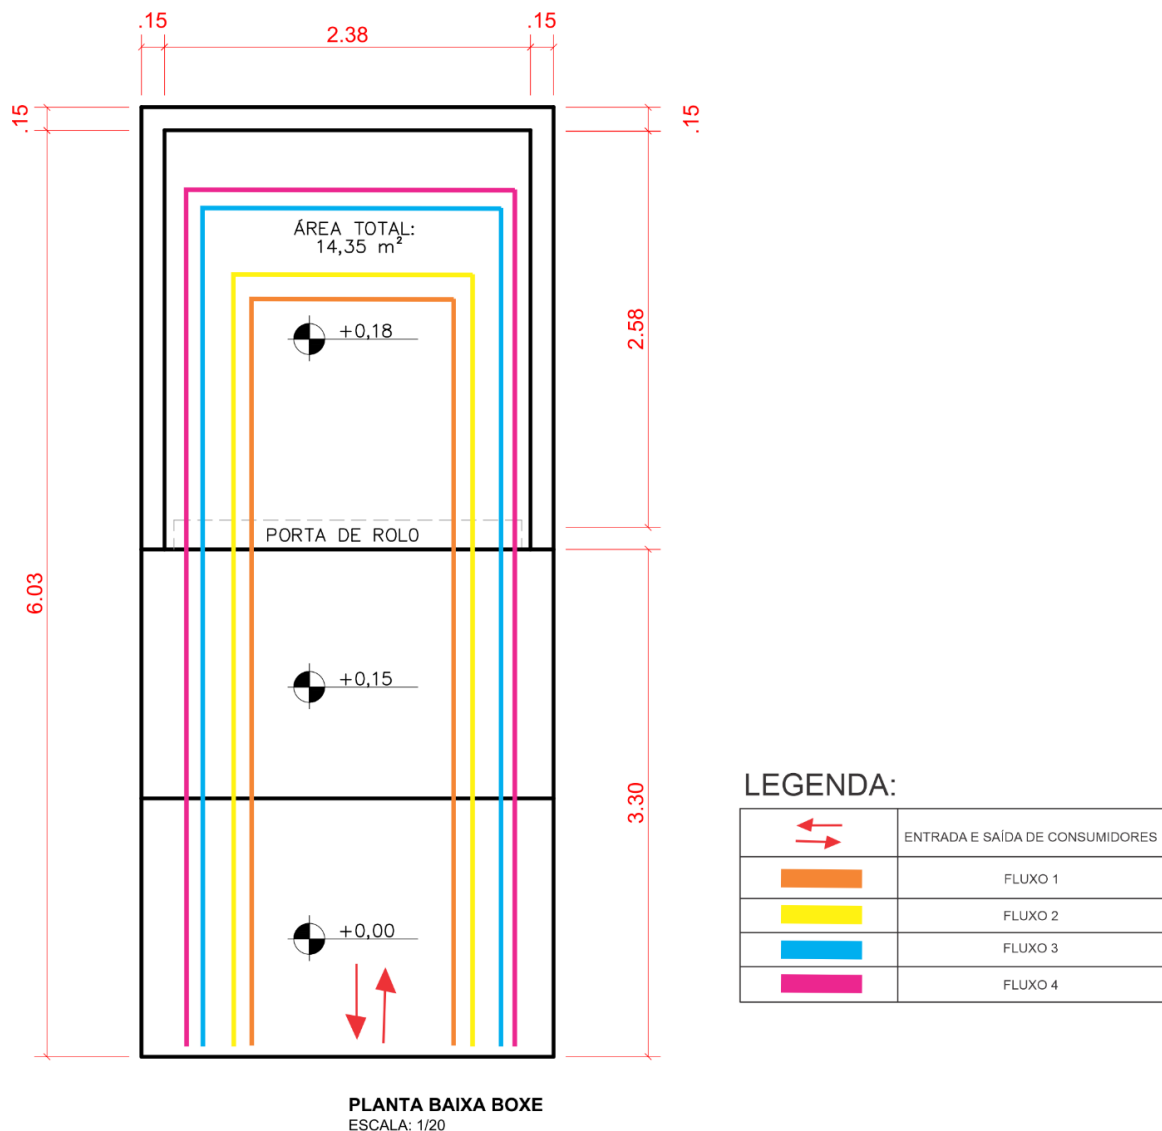 .15
2.38
.15
.15
.15
ÁREA TOTAL:
14,35 m²
+0,18
2.58
PORTA DE ROLO
6.03
+0,15
3.30
+0,00
LEGENDA:
ENTRADA E SAÍDA DE CONSUMIDORES
FLUXO 1
FLUXO 2
FLUXO 3
FLUXO 4
PLANTA BAIXA BOXE
ESCALA: 1/20